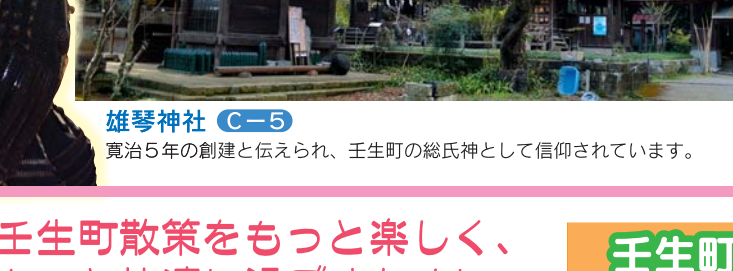 雄琴神社 C－5
寛治５年の創建と伝えられ、壬生町の総氏神として信仰されています。
壬生町散策をもっと楽しく、
壬生町